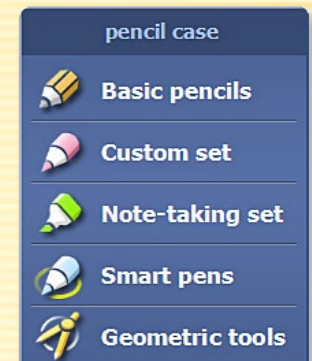 pencil case
Basic pencils
Custom set
Note-taking set
Smart pens
Geometric tools